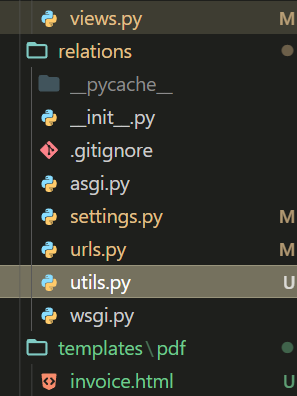 views.py M
relations
__pycache__
__init__.py
.gitignore
asgi.py
settings.py M
urls.py M
utils.py U
wsgi.py
templates\pdf
invoice.html U